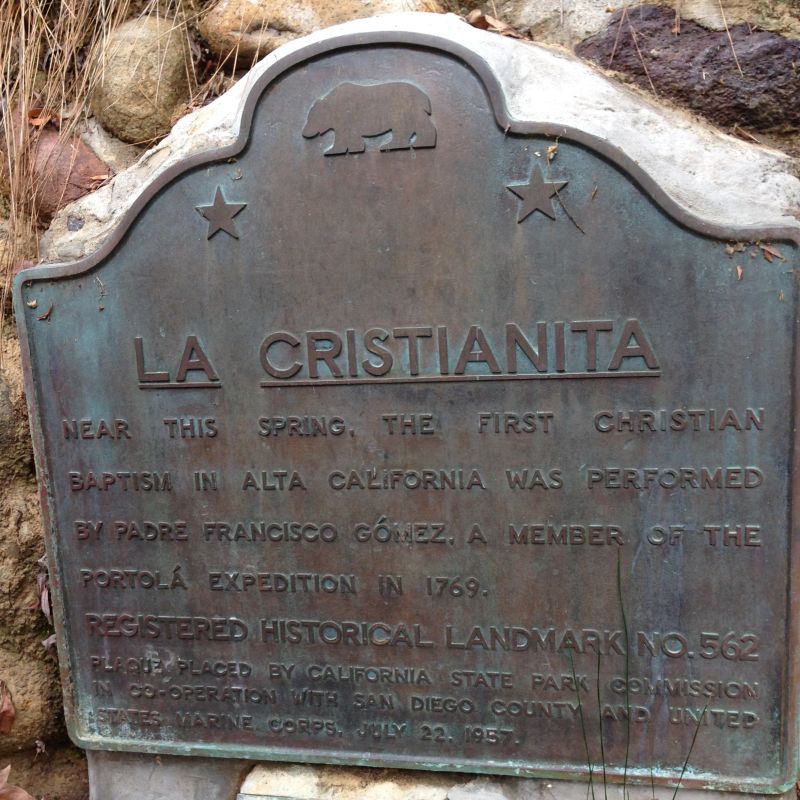 LA CRISTIANITA
NEAR THIS SPRING, THE FIRST CHRISTIAN
BAPTISM IN ALTA CALIFORNIA WAS PERFORMED
BY PADRE FRANCISCO GÓMEZ, A MEMBER OF THE
PORTOLÁ EXPEDITION IN 1769.
REGISTERED HISTORICAL LANDMARK NO. 562
PLAQUE PLACED BY CALIFORNIA STATE PARK COMMISSION
IN CO-OPERATION WITH SAN DIEGO COUNTY AND UNITED
STATES MARINE CORPS, JULY 22, 1957.